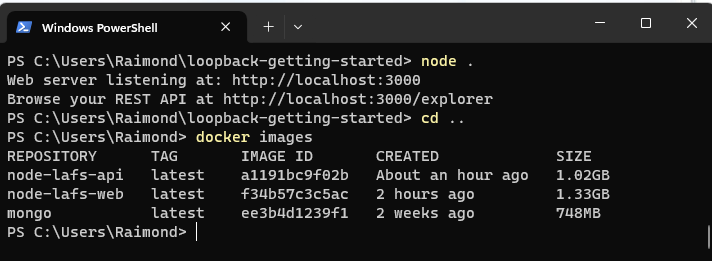 Windows PowerShell
PS C:\Users\Raimond\loopback-getting-started> node .
Web server listening at: http://localhost:3000
Browse your REST API at http://localhost:3000/explorer
PS C:\Users\Raimond\loopback-getting-started> cd ..
PS C:\Users\Raimond> docker images
REPOSITORY      TAG       IMAGE ID       CREATED             SIZE
node-lafs-api   latest    a1191bc9f02b   About an hour ago   1.02GB
node-lafs-web   latest    f34b57c3c5ac   2 hours ago         1.33GB
mongo           latest    ee3b4d1239f1   2 weeks ago         748MB
PS C:\Users\Raimond>